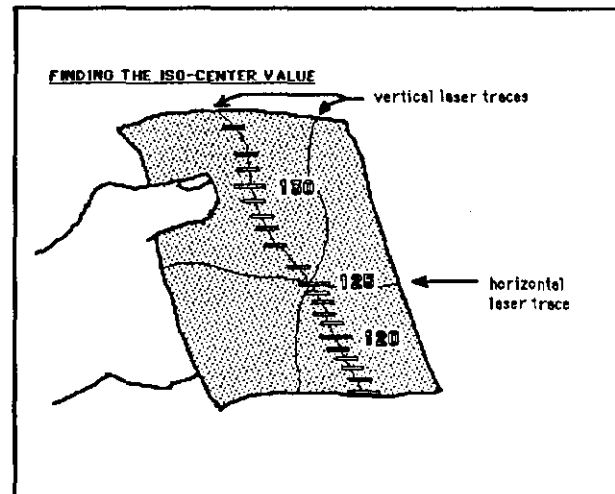 FINDING THE ISO-CENTER VALUE
vertical laser traces
130
125
horizontal
laser trace
120